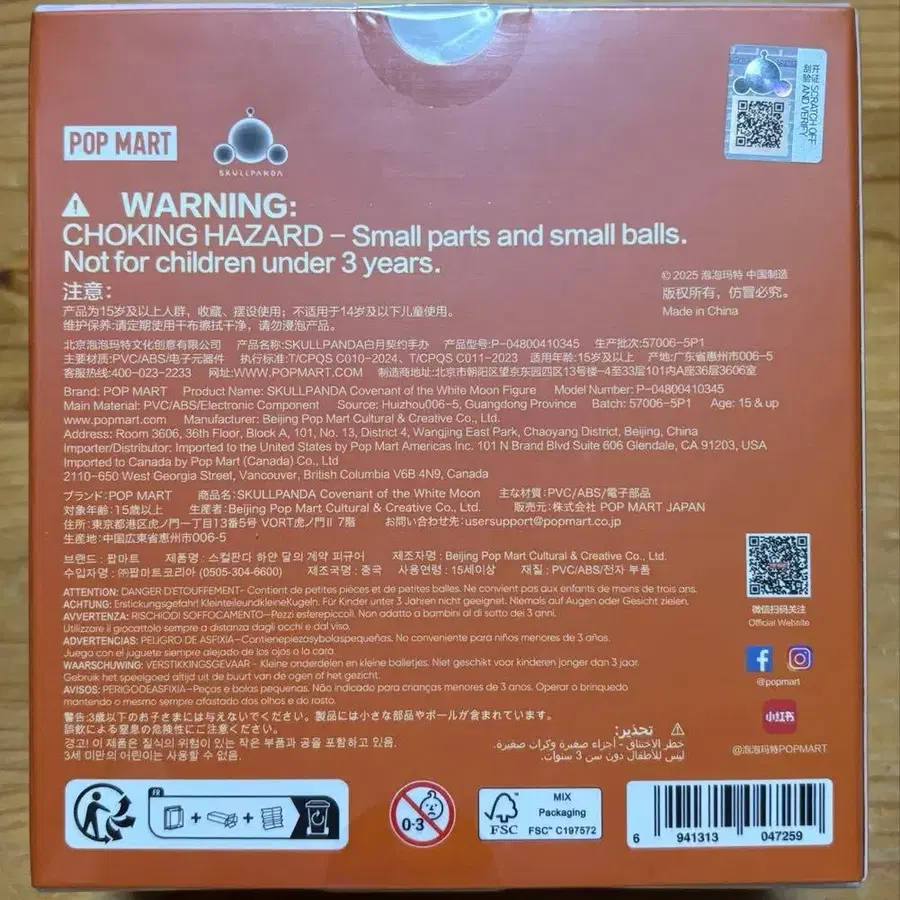 POP MART
SKULLPANDA
开证 SCRATCH OFF
刮验 AND VERIFY
WARNING:
CHOKING HAZARD – Small parts and small balls.
Not for children under 3 years.
注意:
产品为15岁及以上人群，收藏、摆设使用；不适用于14岁及以下儿童使用。
维护保养:请定期使用干布擦拭干净，请勿浸泡产品。
© 2025 泡泡玛特 中国制造
版权所有，仿冒必究。
Made in China
北京泡泡玛特文化创意有限公司 产品名称:SKULLPANDA白月契约手办 产品型号:P-04800410345 生产批次:57006-5P1
主要材质:PVC/ABS/电子元器件 执行标准:T/CPQS C010-2024、T/CPQS C011-2023 适用年龄:15岁及以上 产地:广东省惠州市006-5
客服热线:400-023-2233 网址:WWW.POPMART.COM 制造商地址:北京市朝阳区望京东园四区13号楼-4至33层101内A座36层3606室
Brand: POP MART Product Name: SKULLPANDA Covenant of the White Moon Figure Model Number: P-04800410345
Main Material: PVC/ABS/Electronic Component Source: Huizhou006-5, Guangdong Province Batch: 57006-5P1 Age: 15 & up
www.popmart.com Manufacturer: Beijing Pop Mart Cultural & Creative Co., Ltd.
Address: Room 3606, 36th Floor, Block A, 101, No. 13, District 4, Wangjing East Park, Chaoyang District, Beijing, China
Importer/Distributor: Imported to the United States by Pop Mart Americas Inc. 101 N Brand Blvd Suite 606 Glendale, CA 91203, USA
Imported to Canada by Pop Mart (Canada) Co., Ltd
2110-650 West Georgia Street, Vancouver, British Columbia V6B 4N9, Canada
ブランド:POP MART 商品名:SKULLPANDA Covenant of the White Moon 主な材質:PVC/ABS/電子部品
対象年齢:15歳以上 生産者:Beijing Pop Mart Cultural & Creative Co., Ltd. 販売元:株式会社 POP MART JAPAN
住所:東京都港区虎ノ門一丁目13番5号 VORT虎ノ門II 7階 お問い合わせ先:usersupport@popmart.co.jp
生産地:中国広東省惠州市006-5
브랜드 : 팝마트 제품명 : 스컬판다 하얀 달의 계약 피규어 제조자명 : Beijing Pop Mart Cultural & Creative Co., Ltd.
수입자명 : ㈜팝마트코리아 (0505-304-6600) 제조국명 : 중국 사용연령 : 15세이상 재질 : PVC/ABS/전자 부품
ATTENTION: DANGER D'ETOUFFEMENT- Contient de petites pièces et de petites balles. Ne convient pas aux enfants de moins de trois ans.
ACHTUNG: Erstickungsgefahr! KleinteileundkleineKugeln. Für Kinder unter 3 Jahren nicht geeignet. Niemals auf Augen oder Gesicht zielen.
AVVERTENZA: RISCHIODI SOFFOCAMENTO-Pezzi esterepiccoli. Non adatto a bambini al di sotto dei 3 anni.
Utilizzare il giocattolo sempre a distanza dagli occhi e dal viso.
ADVERTENCIAS: PELIGRO DE ASFIXIA-Contienepiezasybolaspequeñas. No conveniente para niños menores de 3 años.
Juega con el juguete siempre alejado de los ojos o la cara.
WAARSCHUWING: VERSTIKKINGSGEVAAR - Kleine onderdelen en kleine balletjes. Niet geschikt voor kinderen jonger dan 3 jaar.
Gebruik het speelgoed altijd uit de buurt van de ogen of het gezicht.
AVISOS: PERIGODEASFIXIA-Peças e bolas pequenas. Não indicado para crianças menores de 3 anos. Operar o brinquedo
mantendo o mesmo sempre afastado dos olhos e do rosto.
警告:3歳以下のお子さまには与えないでください。製品には小さな部品やボールが含まれています。
誤飲による窒息の危険性にご注意ください。
경고! 이 제품은 질식의 위험이 있는 작은 부품과 공을 포함하고 있음.
3세 미만의 어린이는 사용할 수 없음.
تحذير:
خطر الاختناق - أجزاء صغيرة وكرات صغيرة.
ليس للأطفال دون سن 3 سنوات.
微信扫码关注
Official Website
@popmart
小红书
@泡泡玛特POPMART
FR
0-3
FSC
MIX
Packaging
FSC™ C197572
6 941313 047259